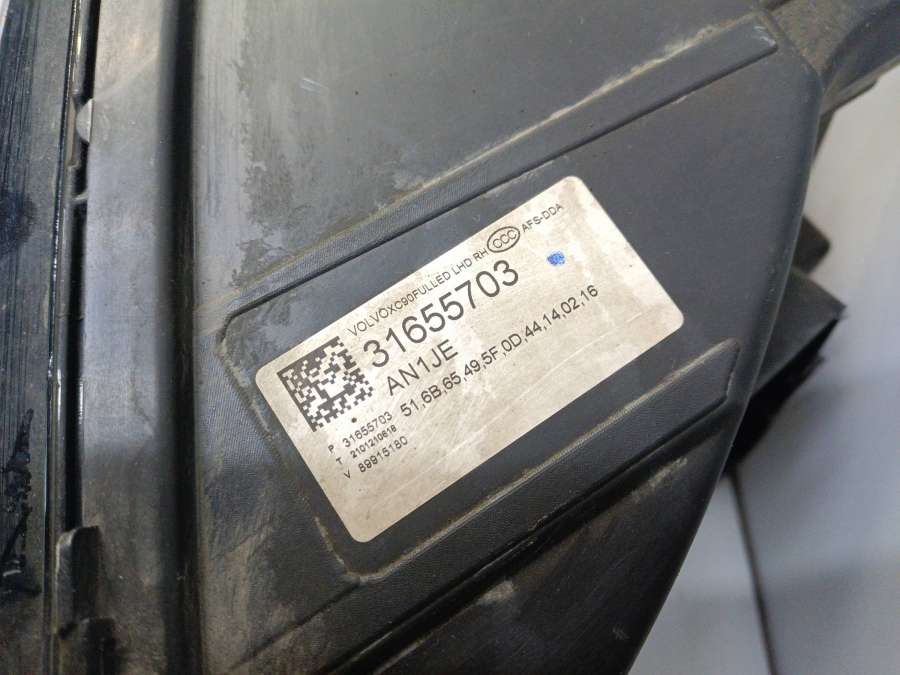 VOLVOXC90FULLED LHD RH CCC AFS-DDA
31655703
AN1JE
51,6B,65,49,5F,0D,44,14,02,16
P 31655703
T 2101210618
V 89915180